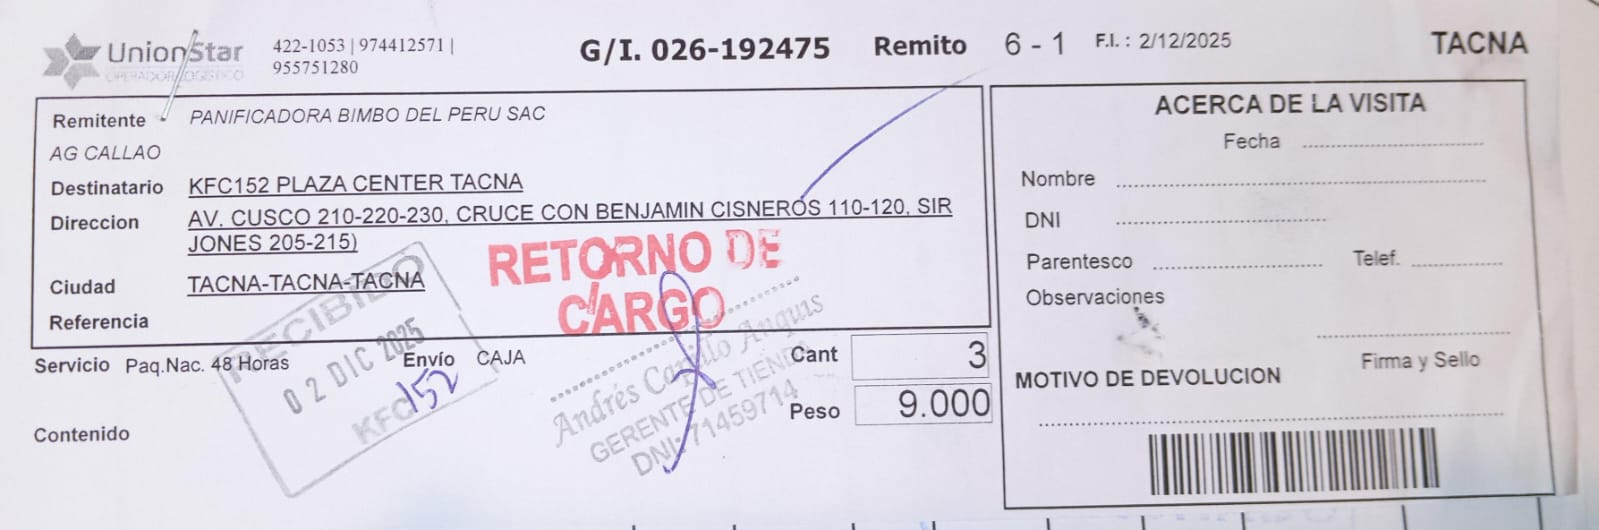 UnionStar
OPERADOR LOGISTICO
422-1053 | 974412571 |
955751280
G/I. 026-192475 Remito 6 - 1 F.I. : 2/12/2025 TACNA
Remitente PANIFICADORA BIMBO DEL PERU SAC
AG CALLAO
Destinatario KFC152 PLAZA CENTER TACNA
Direccion AV. CUSCO 210-220-230, CRUCE CON BENJAMIN CISNEROS 110-120, SIR
JONES 205-215)
Ciudad TACNA-TACNA-TACNA
Referencia
RETORNO DE
CARGO
Servicio Paq.Nac. 48 Horas Envío CAJA
Contenido
RECIBIDO
02 DIC 2025
KFC 152
Andrés Carrillo Anquis
GERENTE DE TIENDA
DNI: 71459714
Cant 3
Peso 9.000
ACERCA DE LA VISITA
Fecha
Nombre
DNI
Parentesco Telef.
Observaciones
Firma y Sello
MOTIVO DE DEVOLUCION